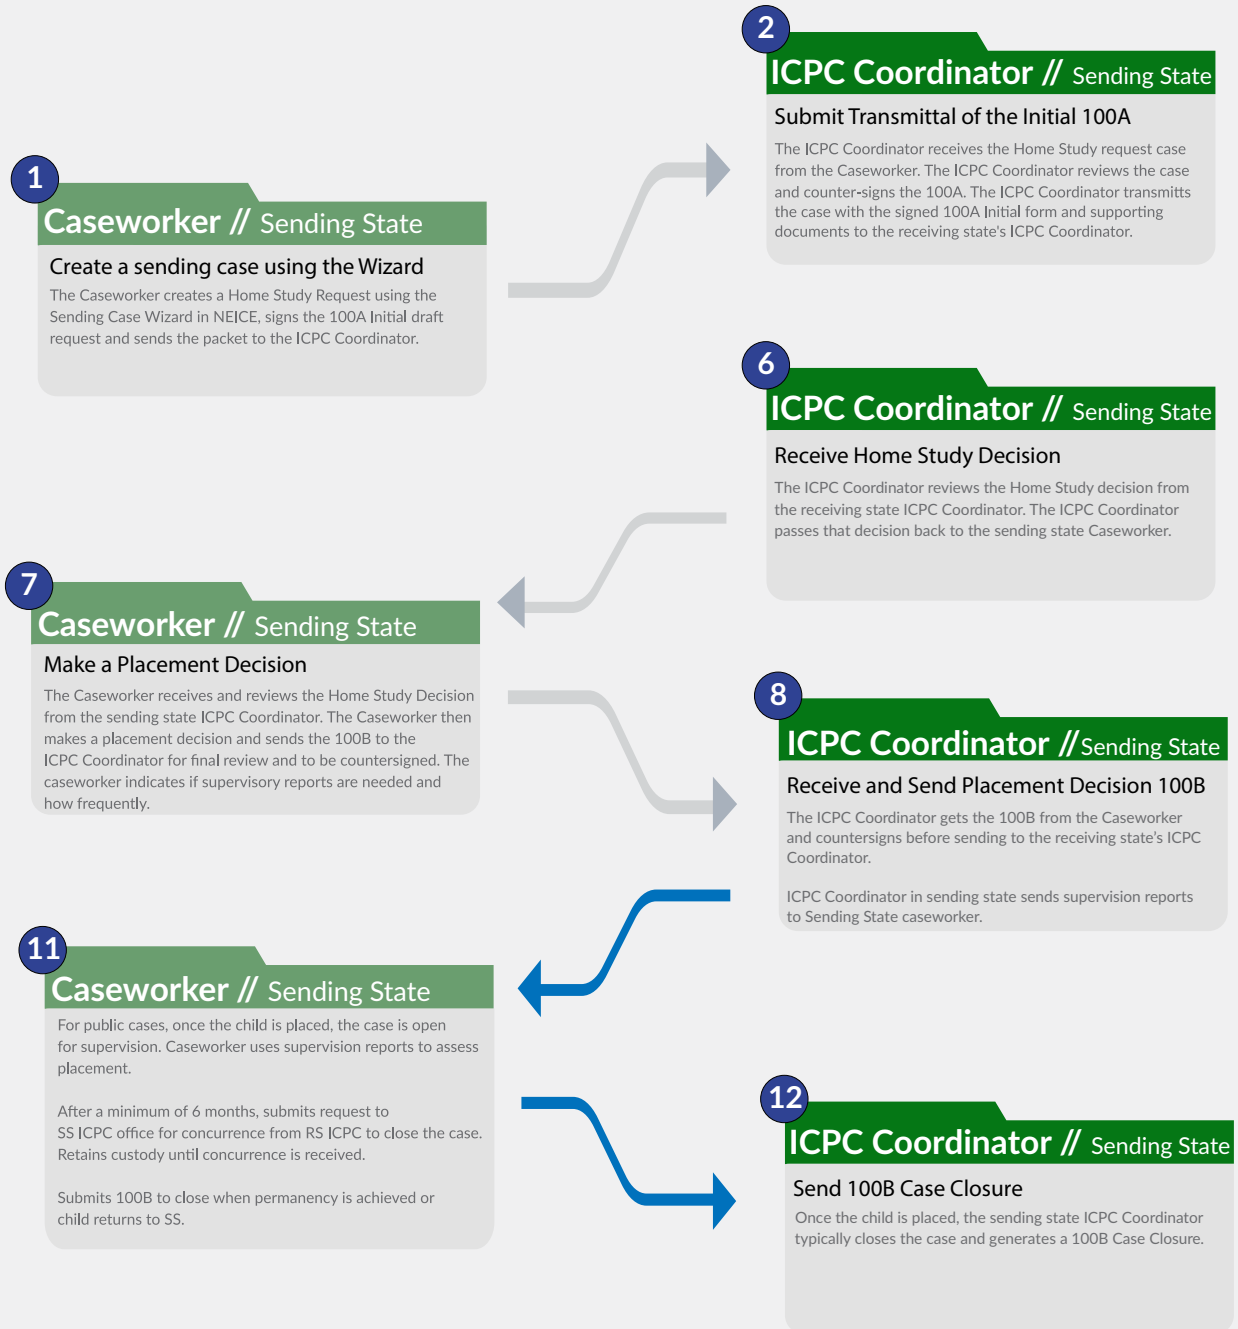 1
Caseworker // Sending State
Create a sending case using the Wizard
The Caseworker creates a Home Study Request using the
Sending Case Wizard in NEICE, signs the 100A Initial draft
request and sends the packet to the ICPC Coordinator.
2
ICPC Coordinator // Sending State
Submit Transmittal of the Initial 100A
The ICPC Coordinator receives the Home Study request case
from the Caseworker. The ICPC Coordinator reviews the case
and counter-signs the 100A. The ICPC Coordinator transmitts
the case with the signed 100A Initial form and supporting
documents to the receiving state's ICPC Coordinator.
6
ICPC Coordinator // Sending State
Receive Home Study Decision
The ICPC Coordinator reviews the Home Study decision from
the receiving state ICPC Coordinator. The ICPC Coordinator
passes that decision back to the sending state Caseworker.
7
Caseworker // Sending State
Make a Placement Decision
The Caseworker receives and reviews the Home Study Decision
from the sending state ICPC Coordinator. The Caseworker then
makes a placement decision and sends the 100B to the
ICPC Coordinator for final review and to be countersigned. The
caseworker indicates if supervisory reports are needed and
how frequently.
8
ICPC Coordinator // Sending State
Receive and Send Placement Decision 100B
The ICPC Coordinator gets the 100B from the Caseworker
and countersigns before sending to the receiving state's ICPC
Coordinator.
ICPC Coordinator in sending state sends supervision reports
to Sending State caseworker.
11
Caseworker // Sending State
For public cases, once the child is placed, the case is open
for supervision. Caseworker uses supervision reports to assess
placement.
After a minimum of 6 months, submits request to
SS ICPC office for concurrence from RS ICPC to close the case.
Retains custody until concurrence is received.
Submits 100B to close when permanency is achieved or
child returns to SS.
12
ICPC Coordinator // Sending State
Send 100B Case Closure
Once the child is placed, the sending state ICPC Coordinator
typically closes the case and generates a 100B Case Closure.